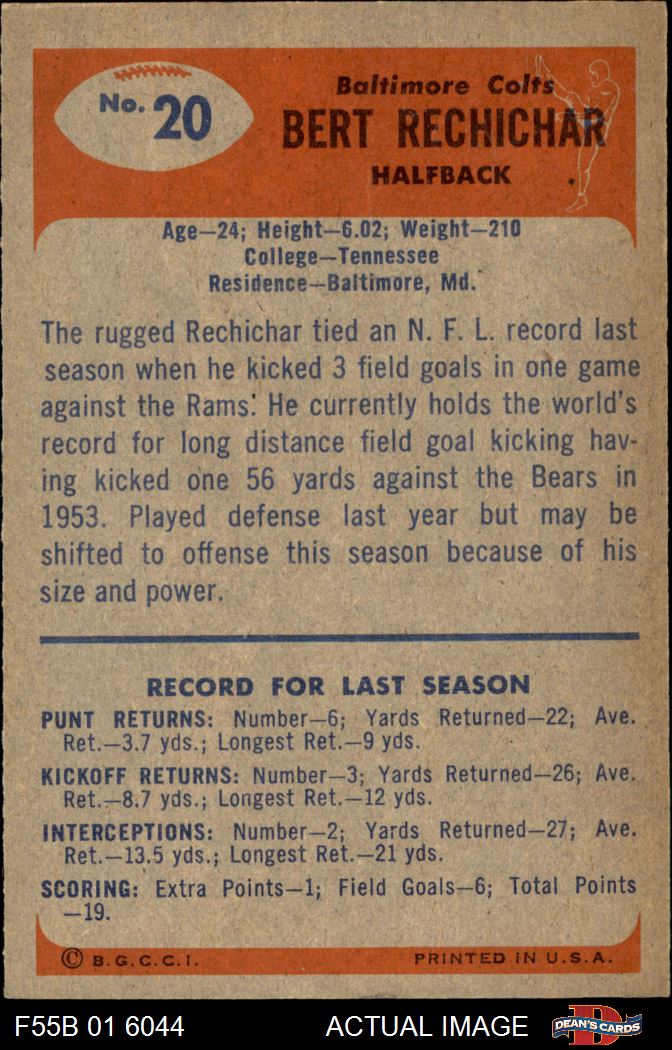 No. 20
Baltimore Colts
BERT RECHICHAR
HALFBACK
Age—24; Height—6.02; Weight—210
College—Tennessee
Residence—Baltimore, Md.
The rugged Rechichar tied an N. F. L. record last
season when he kicked 3 field goals in one game
against the Rams. He currently holds the world's
record for long distance field goal kicking hav-
ing kicked one 56 yards against the Bears in
1953. Played defense last year but may be
shifted to offense this season because of his
size and power.
RECORD FOR LAST SEASON
PUNT RETURNS: Number—6; Yards Returned—22; Ave.
Ret.—3.7 yds.; Longest Ret.—9 yds.
KICKOFF RETURNS: Number—3; Yards Returned—26; Ave.
Ret.—8.7 yds.; Longest Ret.—12 yds.
INTERCEPTIONS: Number—2; Yards Returned—27; Ave.
Ret.—13.5 yds.; Longest Ret.—21 yds.
SCORING: Extra Points—1; Field Goals—6; Total Points
—19.
© B.G.C.C.I. PRINTED IN U.S.A.
F55B 01 6044 ACTUAL IMAGE D DEAN'S CARDS